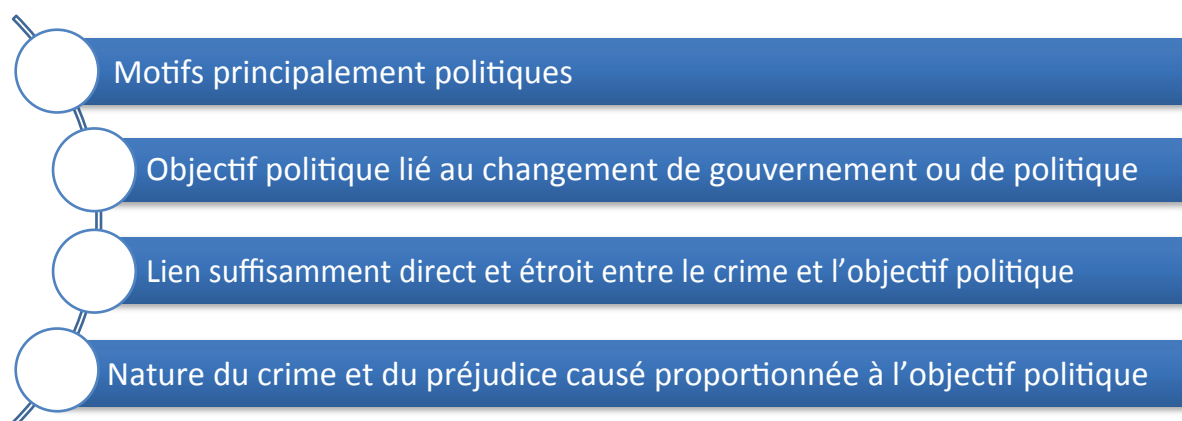 Motifs principalement politiques
Objectif politique lié au changement de gouvernement ou de politique
Lien suffisamment direct et étroit entre le crime et l’objectif politique
Nature du crime et du préjudice causé proportionnée à l’objectif politique